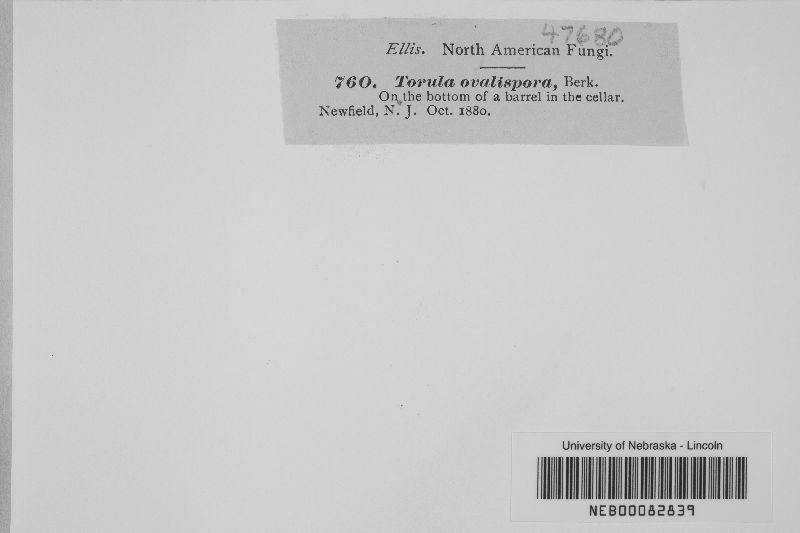 47680
Ellis. North American Fungi.
760. Torula ovalispora, Berk.
On the bottom of a barrel in the cellar.
Newfield, N. J. Oct. 1880.
University of Nebraska - Lincoln
NEB00082839